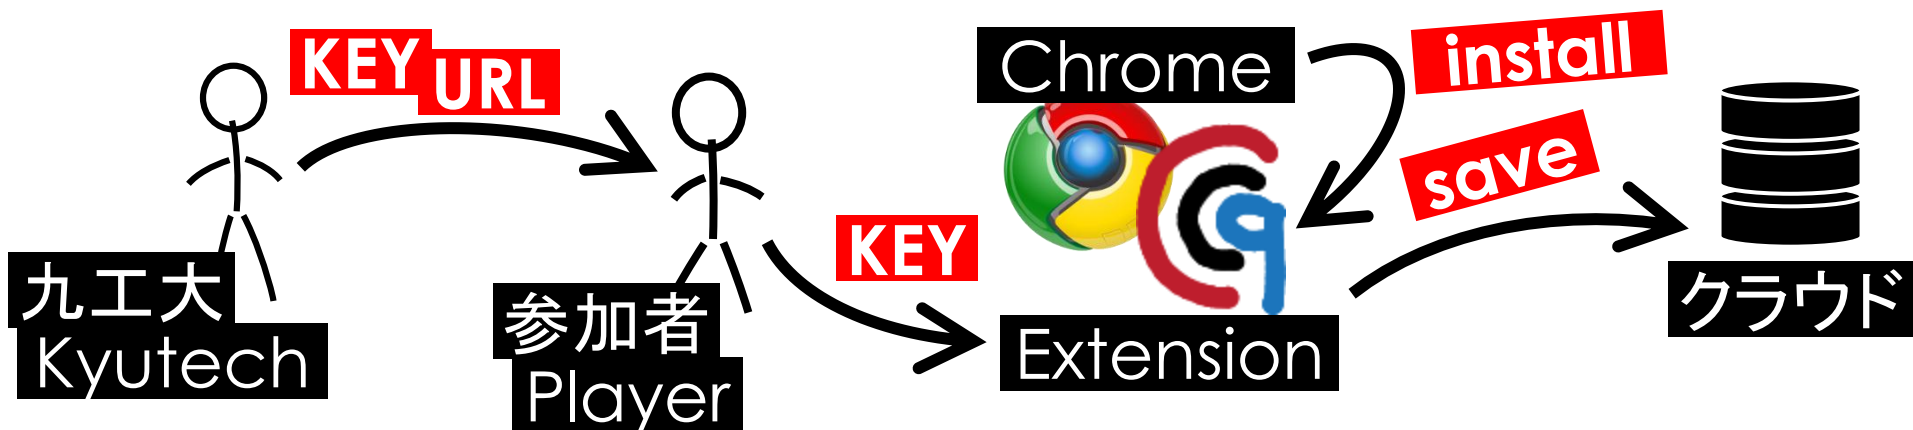 KEY
URL
九工大
Kyutech
参加者
Player
KEY
Chrome
Extension
install
save
クラウド